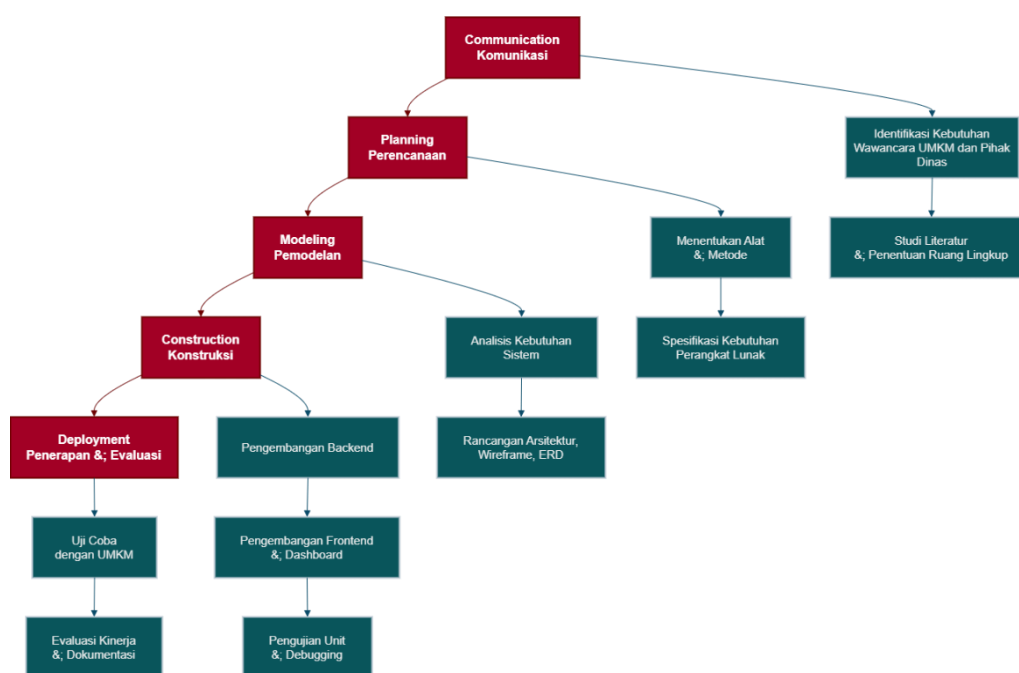 Communication
Komunikasi
Planning
Perencanaan
Identifikasi Kebutuhan
Wawancara UMKM dan Pihak
Dinas
Modeling
Pemodelan
Menentukan Alat
&; Metode
Studi Literatur
&; Penentuan Ruang Lingkup
Construction
Konstruksi
Analisis Kebutuhan
Sistem
Spesifikasi Kebutuhan
Perangkat Lunak
Deployment
Penerapan &; Evaluasi
Pengembangan Backend
Rancangan Arsitektur,
Wireframe, ERD
Uji Coba
dengan UMKM
Pengembangan Frontend
&; Dashboard
Evaluasi Kinerja
&; Dokumentasi
Pengujian Unit
&; Debugging